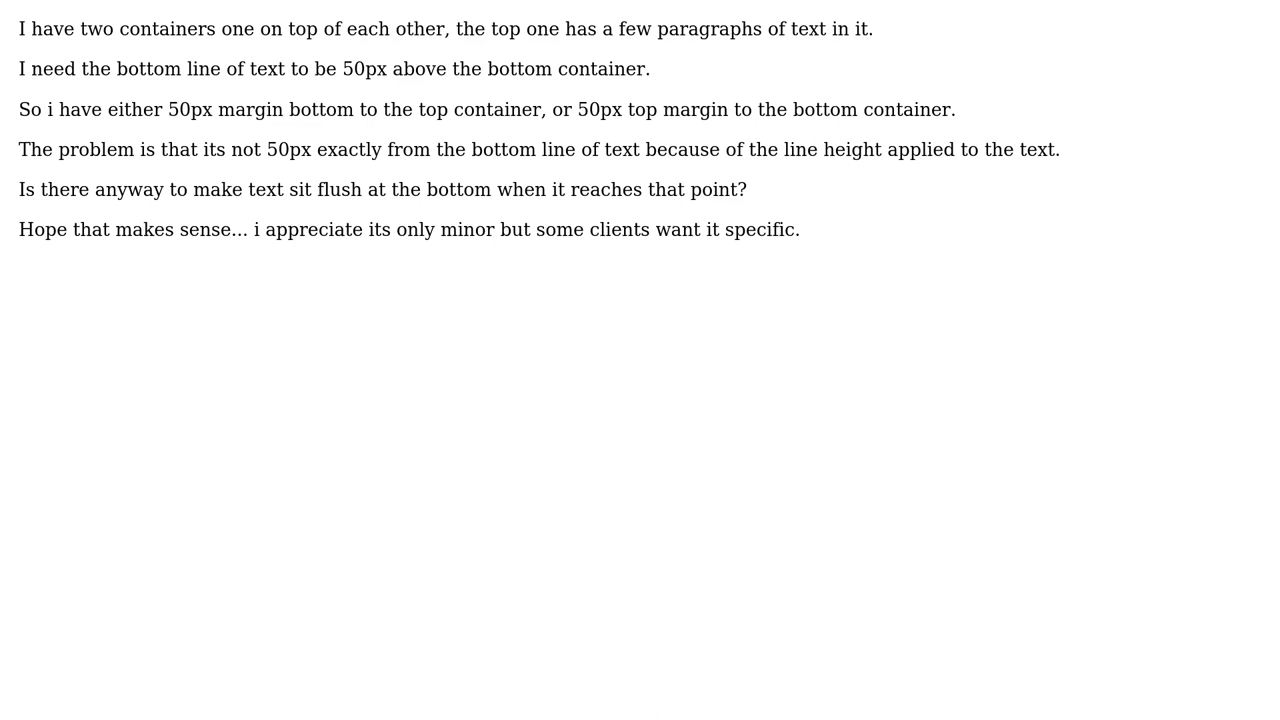 I have two containers one on top of each other, the top one has a few paragraphs of text in it.
I need the bottom line of text to be 50px above the bottom container.
So i have either 50px margin bottom to the top container, or 50px top margin to the bottom container.
The problem is that its not 50px exactly from the bottom line of text because of the line height applied to the text.
Is there anyway to make text sit flush at the bottom when it reaches that point?
Hope that makes sense... i appreciate its only minor but some clients want it specific.